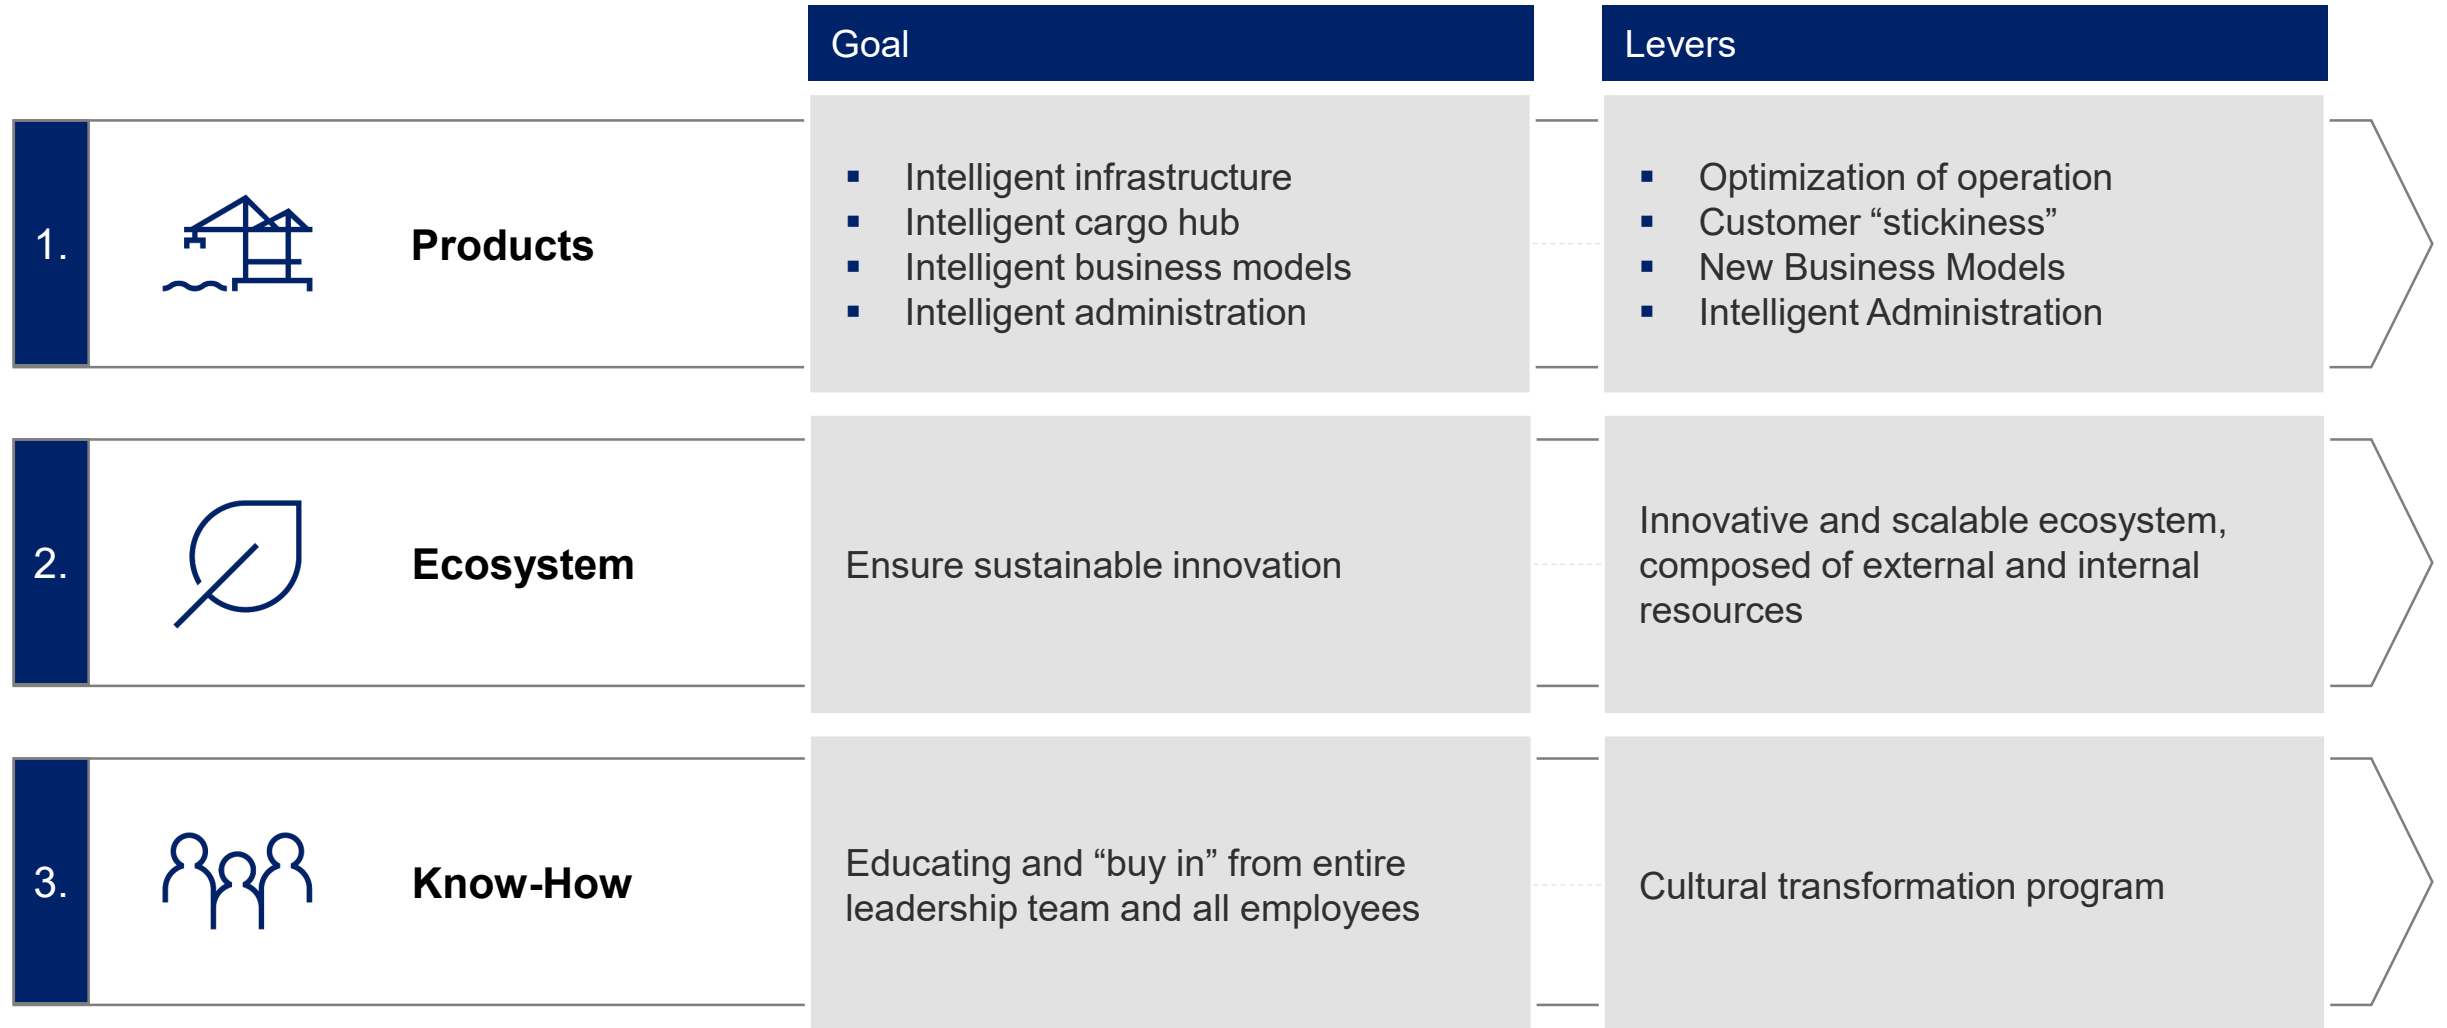 Goal
Levers
1.
Products
▪ Intelligent infrastructure
▪ Intelligent cargo hub
▪ Intelligent business models
▪ Intelligent administration
▪ Optimization of operation
▪ Customer “stickiness”
▪ New Business Models
▪ Intelligent Administration
2.
Ecosystem
Ensure sustainable innovation
Innovative and scalable ecosystem,
composed of external and internal
resources
3.
Know-How
Educating and “buy in” from entire
leadership team and all employees
Cultural transformation program